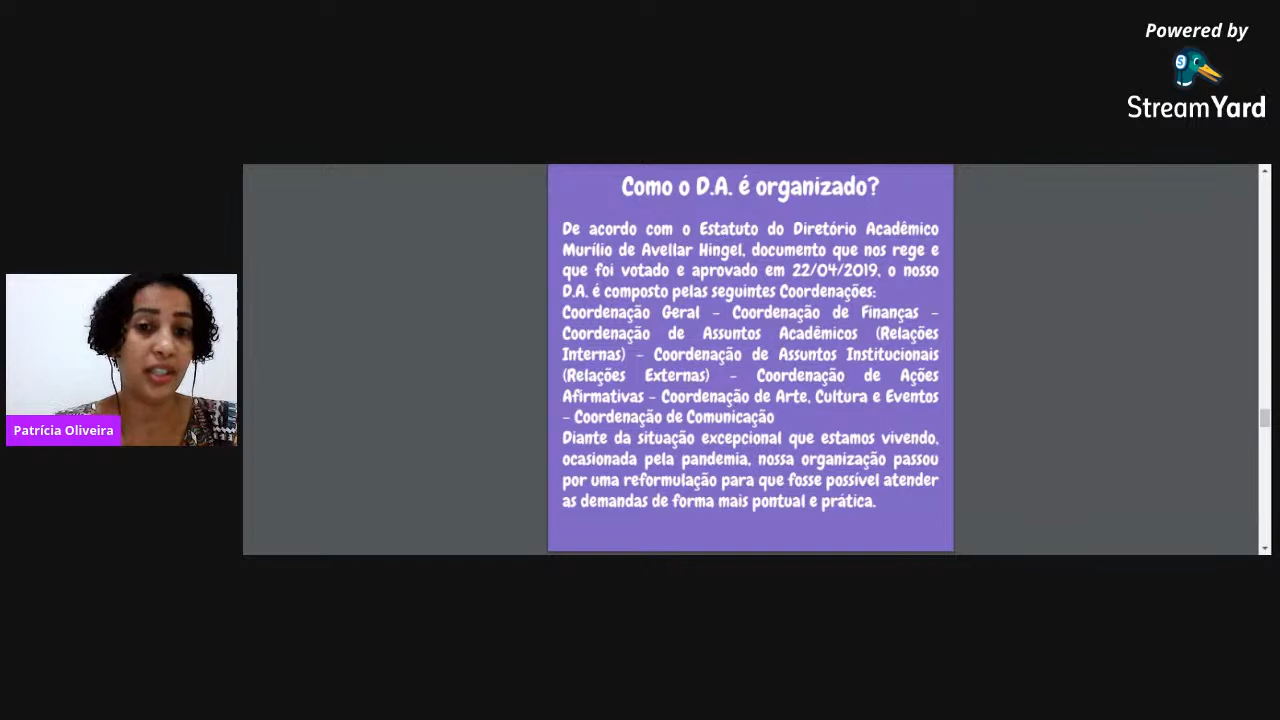 Powered by
StreamYard
Como o D.A. é organizado?
De acordo com o Estatuto do Diretório Acadêmico
Murílio de Avellar Hingel, documento que nos rege e
que foi votado e aprovado em 22/04/2019, o nosso
D.A. é composto pelas seguintes Coordenações:
Coordenação Geral – Coordenação de Finanças –
Coordenação de Assuntos Acadêmicos (Relações
Internas) – Coordenação de Assuntos Institucionais
(Relações Externas) – Coordenação de Ações
Afirmativas – Coordenação de Arte, Cultura e Eventos
– Coordenação de Comunicação
Diante da situação excepcional que estamos vivendo,
ocasionada pela pandemia, nossa organização passou
por uma reformulação para que fosse possível atender
as demandas de forma mais pontual e prática.
Patrícia Oliveira